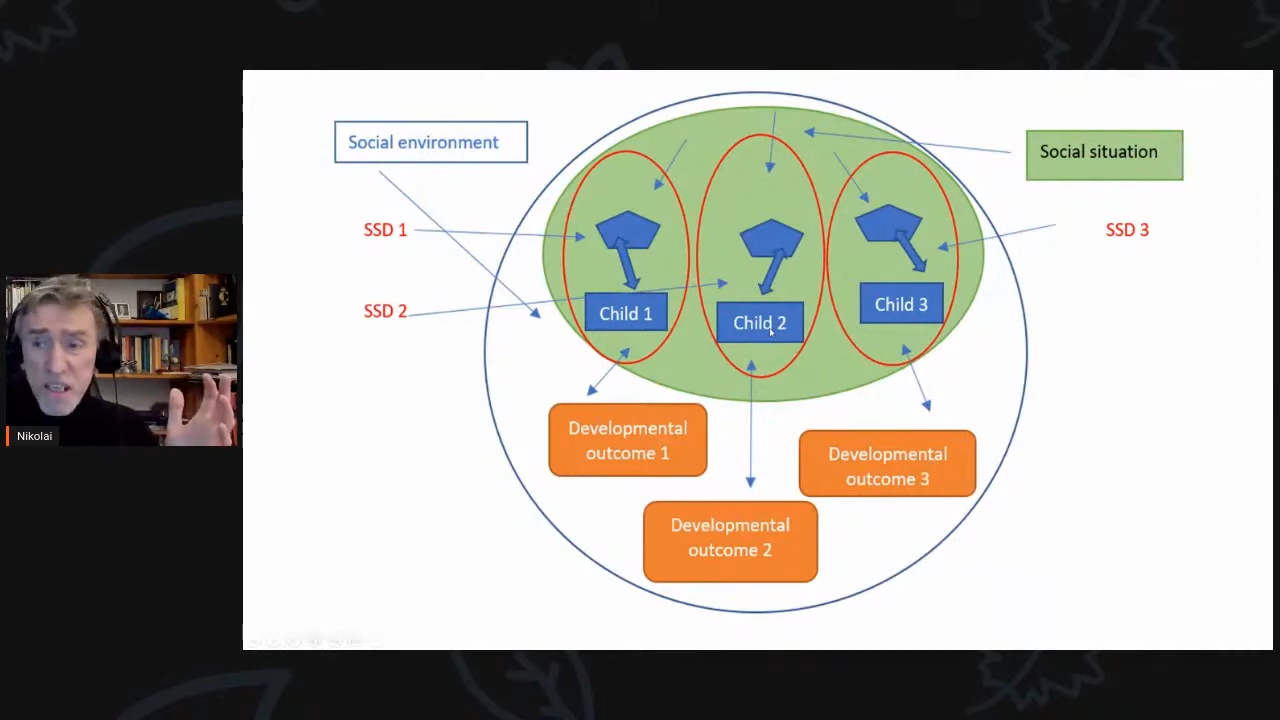 Social environment
Social situation
SSD 1
SSD 3
SSD 2
Child 1
Child 2
Child 3
Developmental
outcome 1
Developmental
outcome 3
Developmental
outcome 2
Nikolai